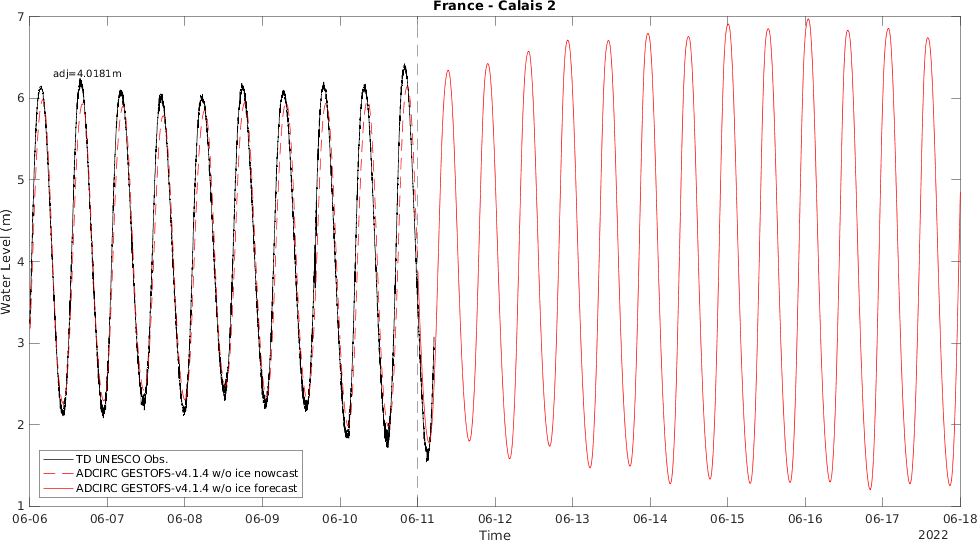 France - Calais 2
adj=4.0181m
7
6
5
4
3
2
1
Water Level (m)
TD UNESCO Obs.
ADCIRC GESTOFS-v4.1.4 w/o ice nowcast
ADCIRC GESTOFS-v4.1.4 w/o ice forecast
06-06 06-07 06-08 06-09 06-10 06-11 06-12 06-13 06-14 06-15 06-16 06-17 06-18
Time
2022